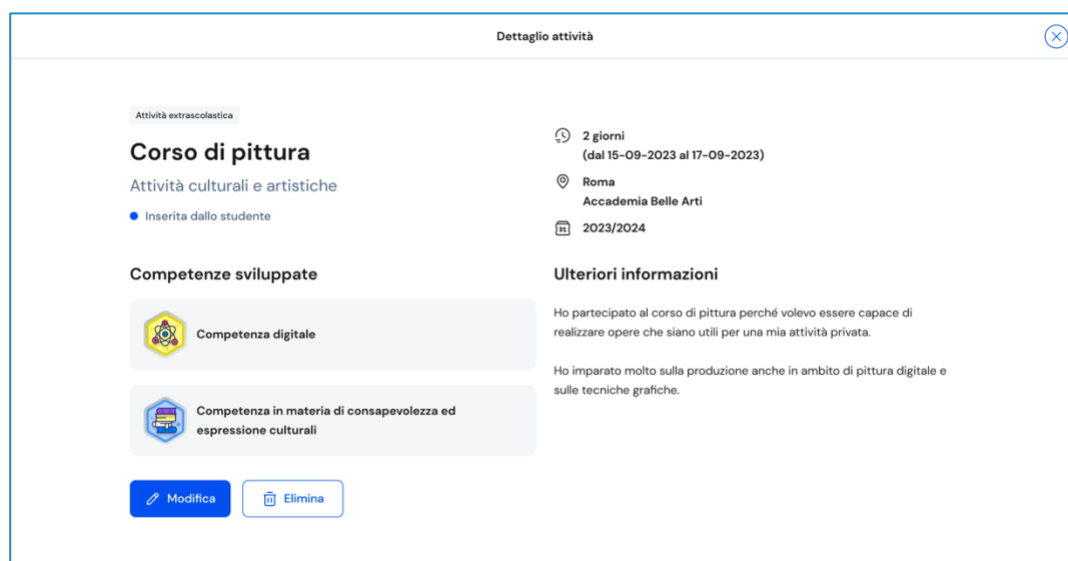 Dettaglio attività
Attività extrascolastica
Corso di pittura
Attività culturali e artistiche
Inserita dallo studente
2 giorni
(dal 15-09-2023 al 17-09-2023)
Roma
Accademia Belle Arti
31
2023/2024
Competenze sviluppate
Competenza digitale
Competenza in materia di consapevolezza ed
espressione culturali
Modifica
Elimina
Ulteriori informazioni
Ho partecipato al corso di pittura perché volevo essere capace di
realizzare opere che siano utili per una mia attività privata.
Ho imparato molto sulla produzione anche in ambito di pittura digitale e
sulle tecniche grafiche.